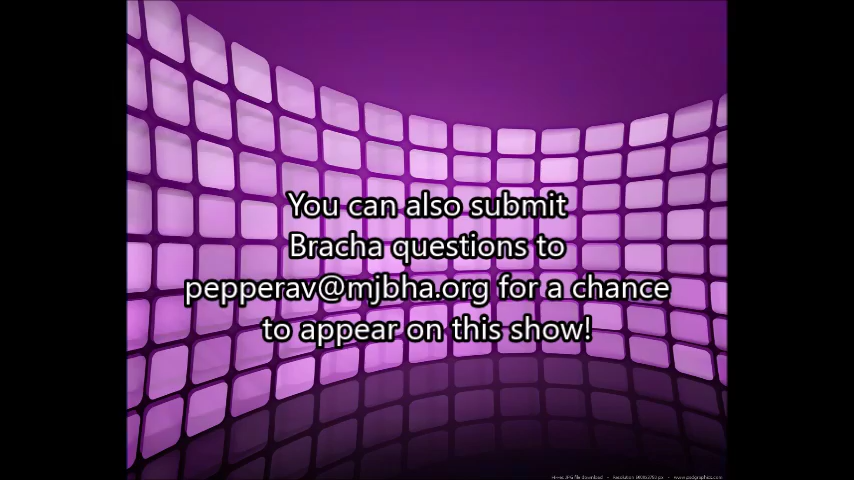 You can also submit
Bracha questions to
pepperav@mjbha.org for a chance
to appear on this show!